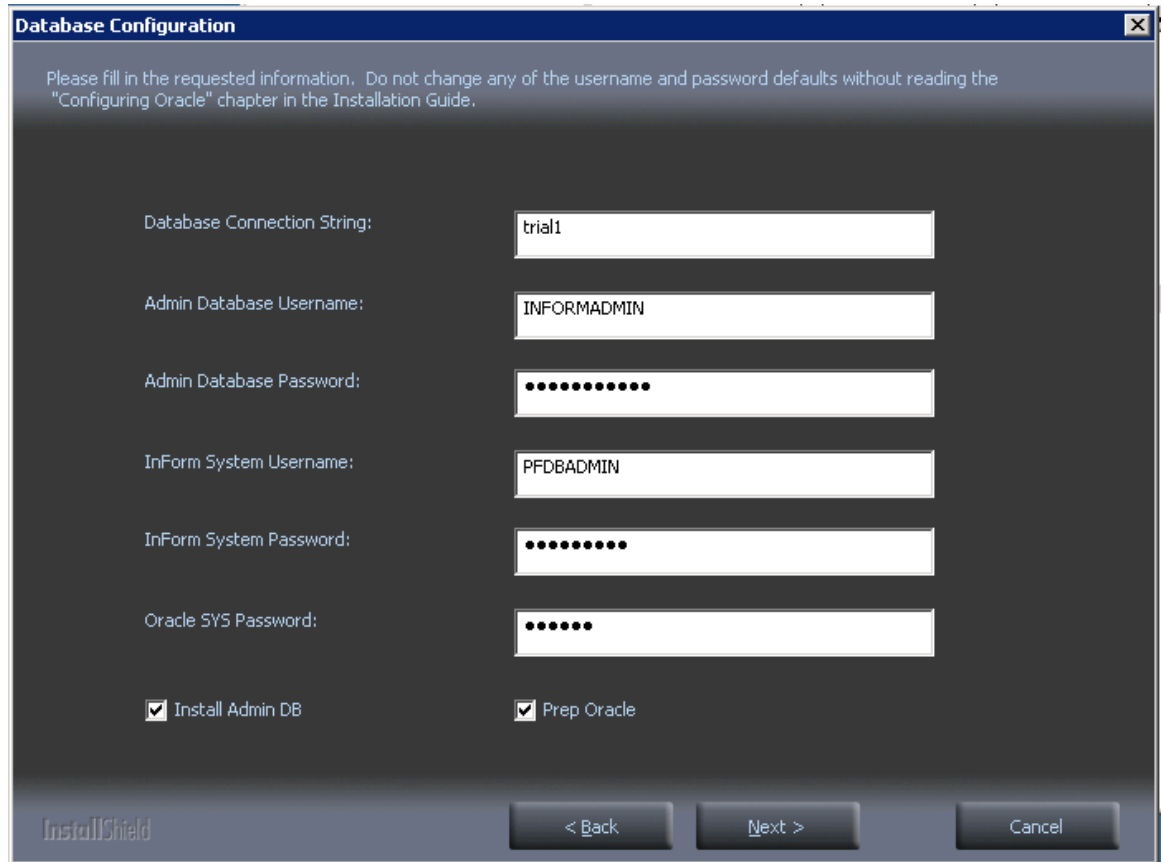 Database Configuration
Please fill in the requested information. Do not change any of the username and password defaults without reading the
"Configuring Oracle" chapter in the Installation Guide.
Database Connection String:
trial1
Admin Database Username:
INFORMADMIN
Admin Database Password:
●●●●●●●●●●●
InForm System Username:
PFDBADMIN
InForm System Password:
●●●●●●●●●
Oracle SYS Password:
●●●●●●
Install Admin DB
Prep Oracle
InstallShield
< Back
Next >
Cancel